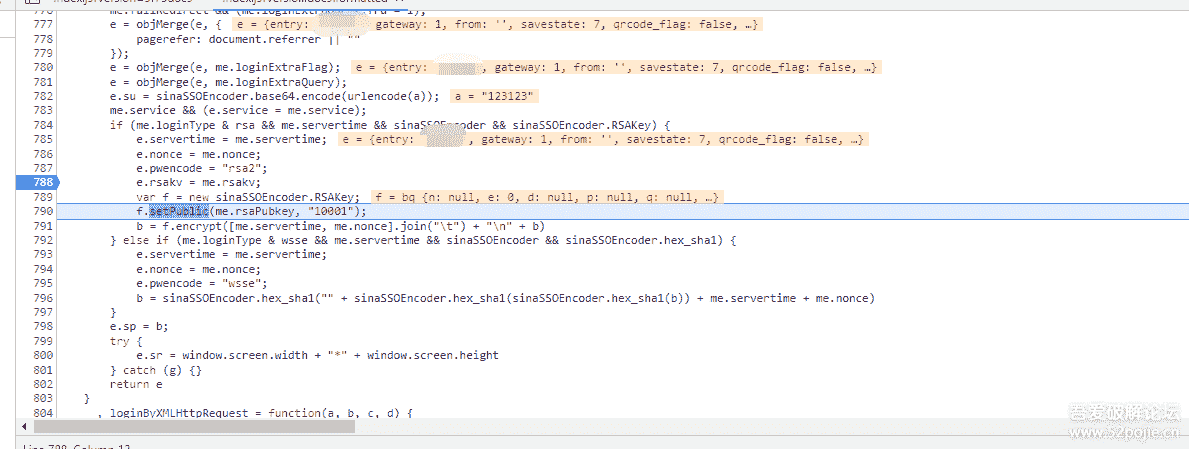 777 e = objMerge(e, { e = {entry: , gateway: 1, from: '', savestate: 7, qrcode_flag: false, …}
778 pagerefer: document.referrer || ""
779 });
780 e = objMerge(e, me.loginExtraFlag); e = {entry: , gateway: 1, from: '', savestate: 7, qrcode_flag: false, …}
781 e = objMerge(e, me.loginExtraQuery);
782 e.su = sinaSSOEncoder.base64.encode(urlencode(a)); a = "123123"
783 me.service && (e.service = me.service);
784 if (me.loginType & rsa && me.servertime && sinaSSOEncoder && sinaSSOEncoder.RSAKey) {
785 e.servertime = me.servertime; e = {entry: , gateway: 1, from: '', savestate: 7, qrcode_flag: false, …}
786 e.nonce = me.nonce;
787 e.pwencode = "rsa2";
788 e.rsakv = me.rsakv;
789 var f = new sinaSSOEncoder.RSAKey; f = bq {n: null, e: 0, d: null, p: null, q: null, …}
790 f.setPublic(me.rsaPubkey, "10001");
791 b = f.encrypt([me.servertime, me.nonce].join("\t") + "\n" + b)
792 } else if (me.loginType & wsse && me.servertime && sinaSSOEncoder && sinaSSOEncoder.hex_sha1) {
793 e.servertime = me.servertime;
794 e.nonce = me.nonce;
795 e.pwencode = "wsse";
796 b = sinaSSOEncoder.hex_sha1("" + sinaSSOEncoder.hex_sha1(sinaSSOEncoder.hex_sha1(b)) + me.servertime + me.nonce)
797 }
798 e.sp = b;
799 try {
800 e.sr = window.screen.width + "*" + window.screen.height
801 } catch (g) {}
802 return e
803 }
804 , loginByXMLHttpRequest = function(a, b, c, d) {
吾爱破解论坛
www.52pojie.cn